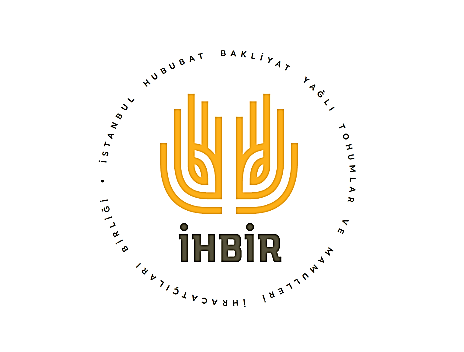 İSTANBUL HUBUBAT BAKLİYAT YAĞLI TOHUMLAR VE MAMULLERİ İHRACATÇILARI BİRLİĞİ •
İHBİR